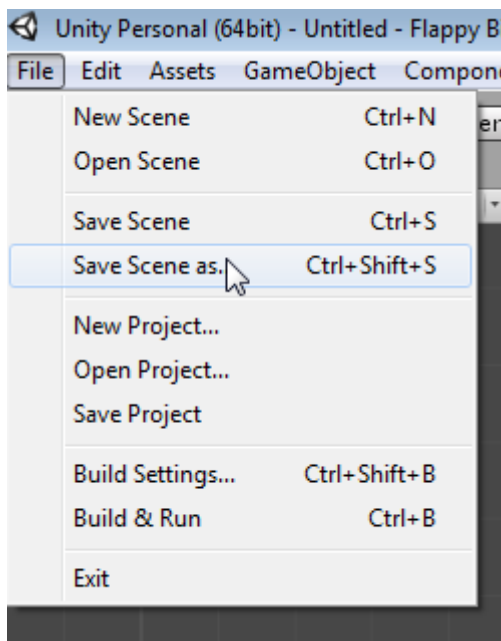 Unity Personal (64bit) - Untitled - Flappy B
File Edit Assets GameObject Compon
New Scene Ctrl+N
Open Scene Ctrl+O
Save Scene Ctrl+S
Save Scene as.. Ctrl+Shift+S
New Project...
Open Project...
Save Project
Build Settings... Ctrl+Shift+B
Build & Run Ctrl+B
Exit